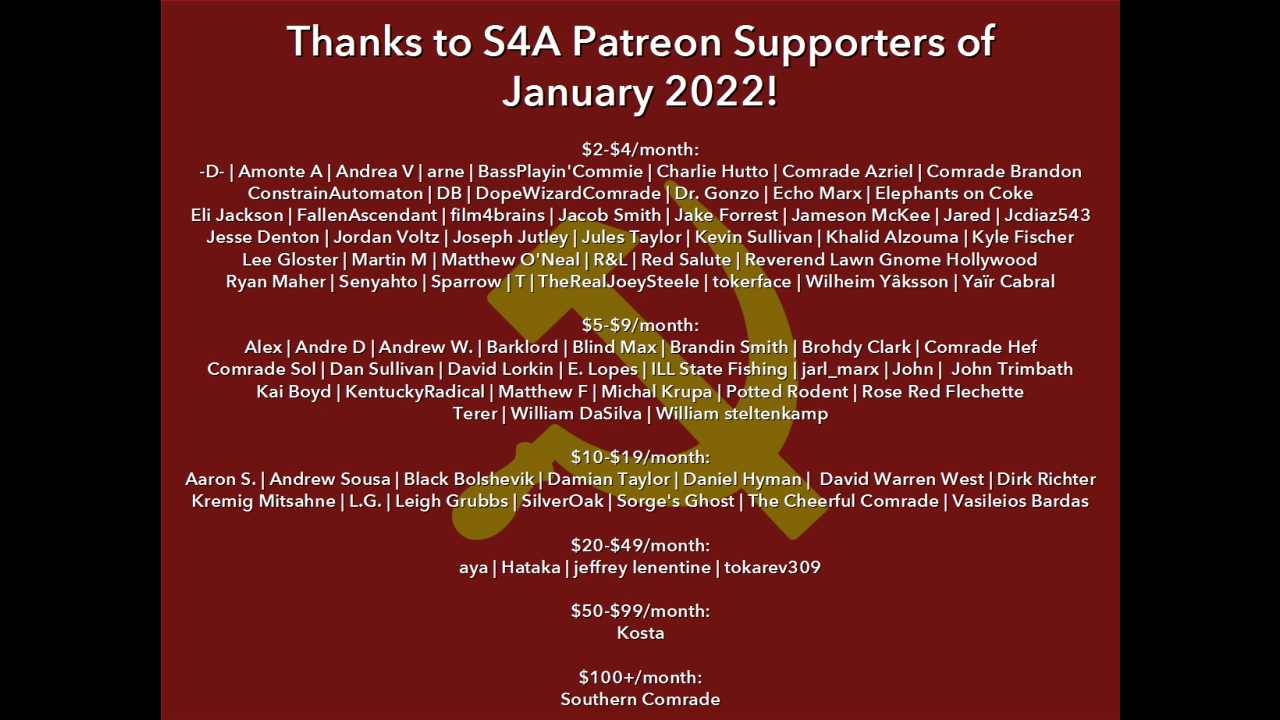 Thanks to S4A Patreon Supporters of
January 2022!
$2-$4/month:
-D- | Amonte A | Andrea V | arne | BassPlayin'Commie | Charlie Hutto | Comrade Azriel | Comrade Brandon
ConstrainAutomaton | DB | DopeWizardComrade | Dr. Gonzo | Echo Marx | Elephants on Coke
Eli Jackson | FallenAscendant | film4brains | Jacob Smith | Jake Forrest | Jameson McKee | Jared | Jcdiaz543
Jesse Denton | Jordan Voltz | Joseph Jutley | Jules Taylor | Kevin Sullivan | Khalid Alzouma | Kyle Fischer
Lee Gloster | Martin M | Matthew O'Neal | R&L | Red Salute | Reverend Lawn Gnome Hollywood
Ryan Maher | Senyahto | Sparrow | T | TheRealJoeySteele | tokerface | Wilheim Yâksson | Yaïr Cabral
$5-$9/month:
Alex | Andre D | Andrew W. | Barklord | Blind Max | Brandin Smith | Brohdy Clark | Comrade Hef
Comrade Sol | Dan Sullivan | David Lorkin | E. Lopes | ILL State Fishing | jarl_marx | John | John Trimbath
Kai Boyd | KentuckyRadical | Matthew F | Michal Krupa | Potted Rodent | Rose Red Flechette
Terer | William DaSilva | William steltenkamp
$10-$19/month:
Aaron S. | Andrew Sousa | Black Bolshevik | Damian Taylor | Daniel Hyman | David Warren West | Dirk Richter
Kremig Mitsahne | L.G. | Leigh Grubbs | SilverOak | Sorge's Ghost | The Cheerful Comrade | Vasileios Bardas
$20-$49/month:
aya | Hataka | jeffrey lenentine | tokarev309
$50-$99/month:
Kosta
$100+/month:
Southern Comrade